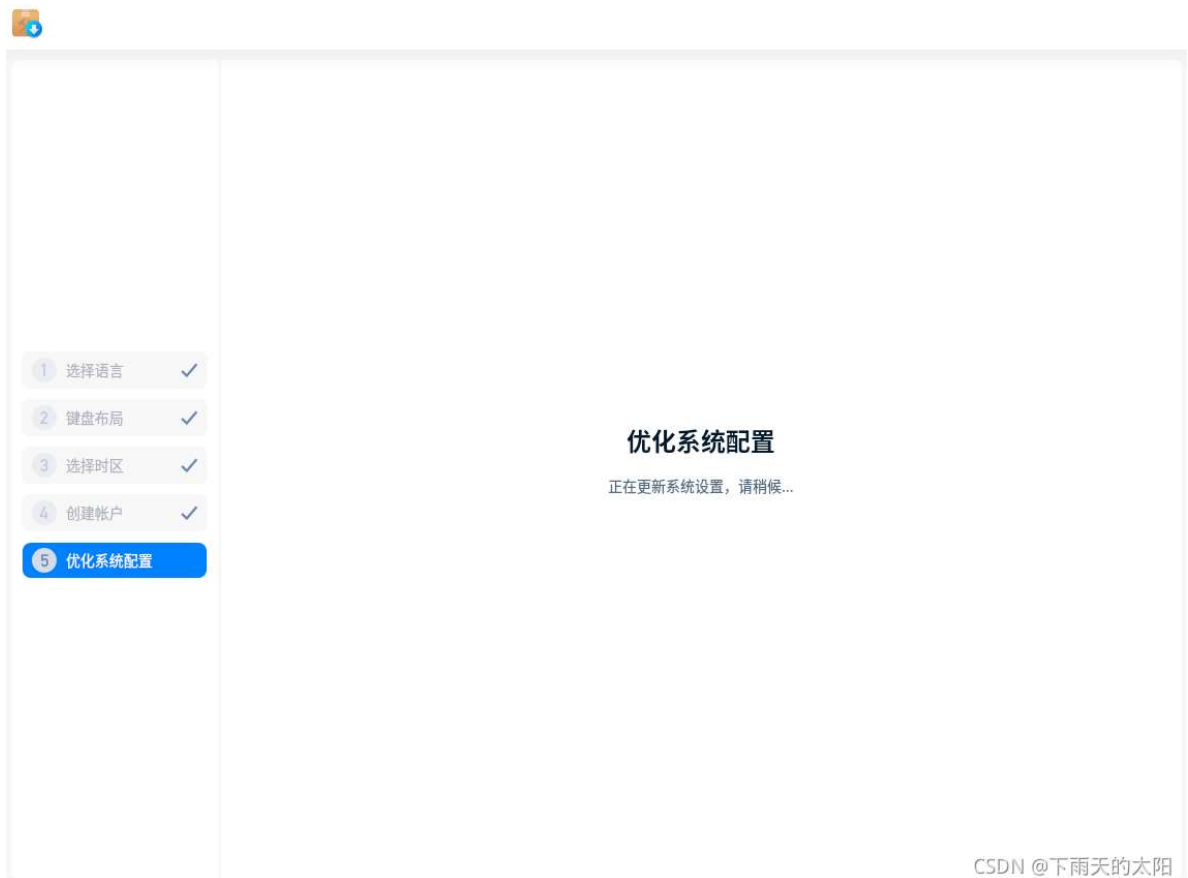 1 选择语言
2 键盘布局
3 选择时区
4 创建帐户
5 优化系统配置
优化系统配置
正在更新系统设置，请稍候...
CSDN @下雨天的太阳